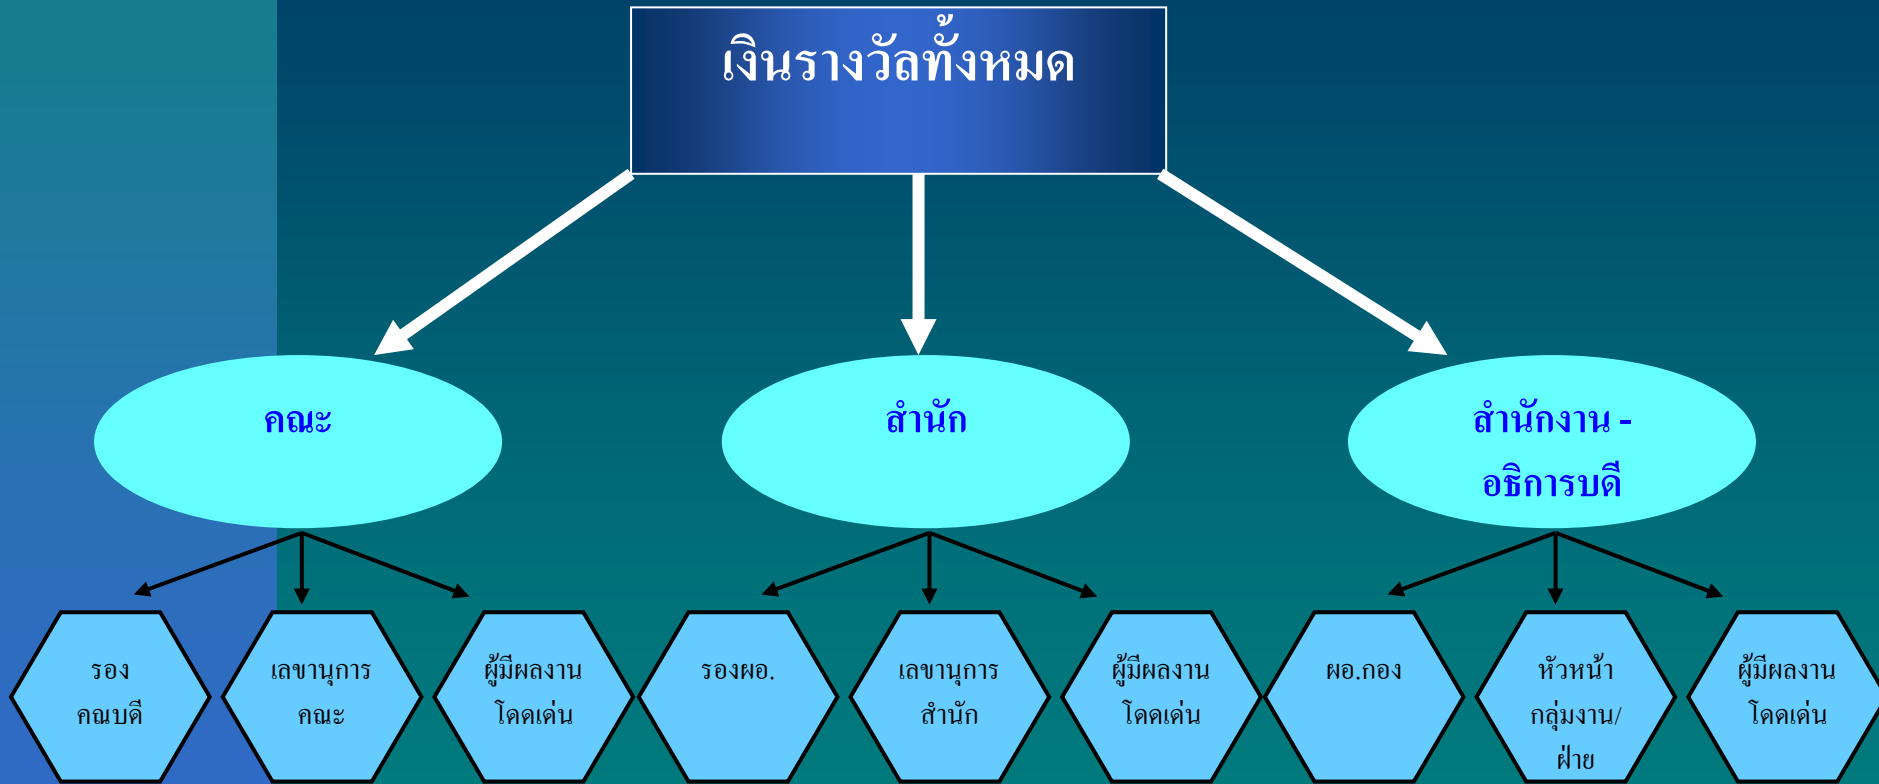 เงินรางวัลทั้งหมด
คณะ
สำนัก
สำนักงาน -
อธิการบดี
รอง
คณบดี
เลขานุการ
คณะ
ผู้มีผลงาน
โดดเด่น
รองผอ.
เลขานุการ
สำนัก
ผู้มีผลงาน
โดดเด่น
ผอ.กอง
หัวหน้า
กลุ่มงาน/
ฝ่าย
ผู้มีผลงาน
โดดเด่น